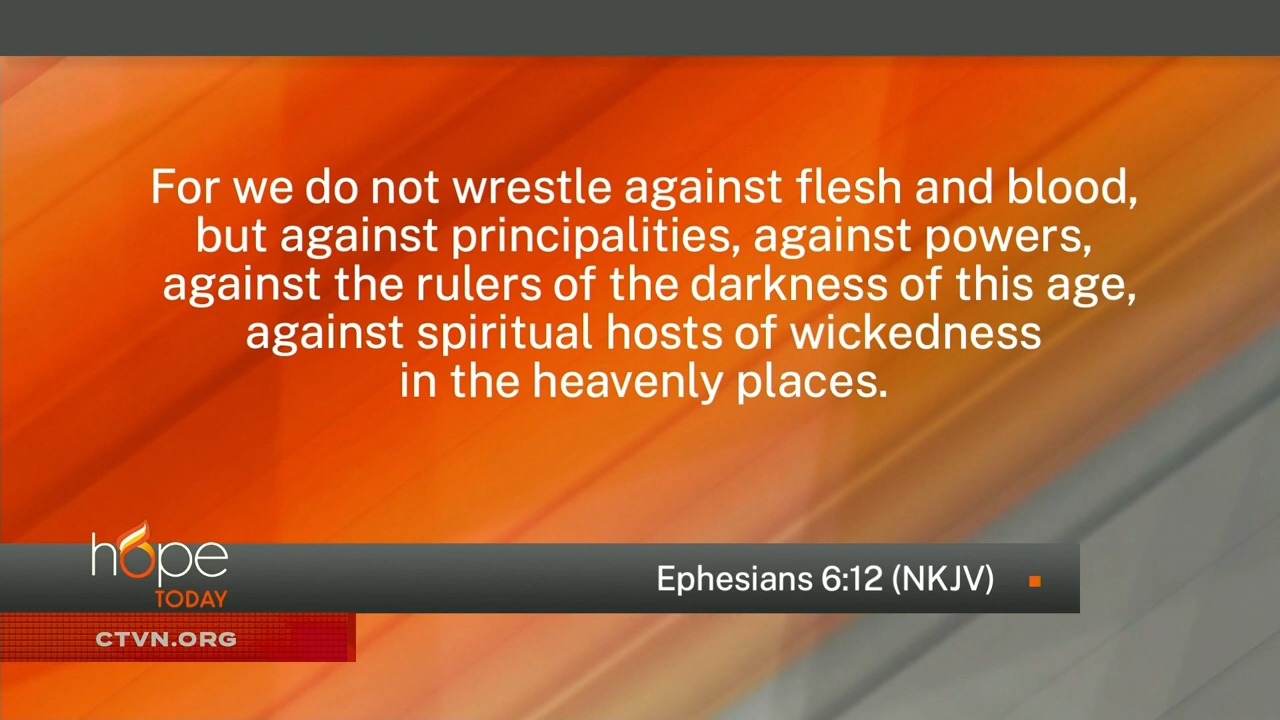 For we do not wrestle against flesh and blood,
but against principalities, against powers,
against the rulers of the darkness of this age,
against spiritual hosts of wickedness
in the heavenly places.
hope
TODAY
Ephesians 6:12 (NKJV)
CTVN.ORG